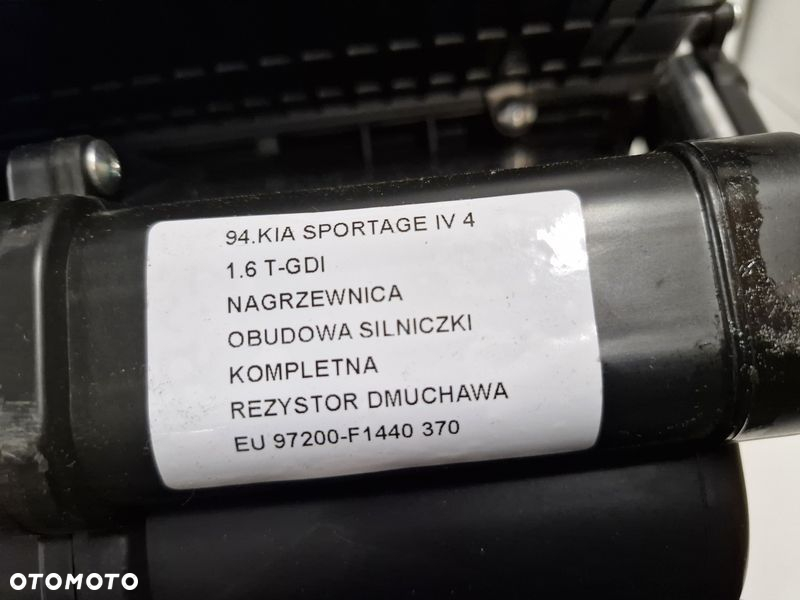 94.KIA SPORTAGE IV 4
1.6 T-GDI
NAGRZEWNICA
OBUDOWA SILNICZKI
KOMPLETNA
REZYSTOR DMUCHAWA
EU 97200-F1440 370
OTOMOTO